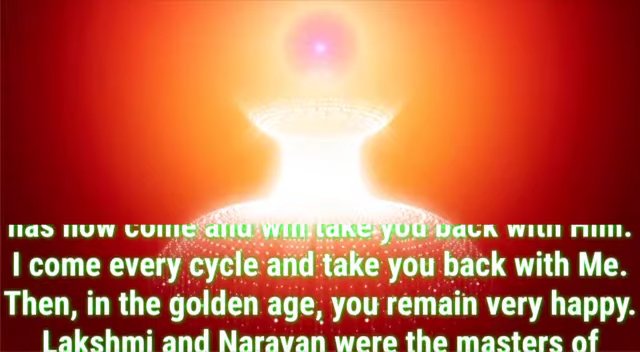 has now come and will take you back with Him.
I come every cycle and take you back with Me.
Then, in the golden age, you remain very happy.
Lakshmi and Narayan were the masters of